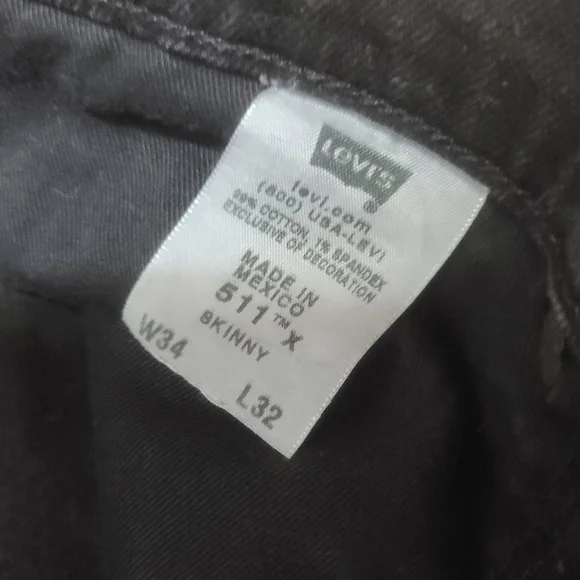 LEVI'S
®
levi.com
(800) USA-LEVI
99% COTTON, 1% SPANDEX
EXCLUSIVE OF DECORATION
MADE IN
MEXICO
511™ X
SKINNY
W34 L32